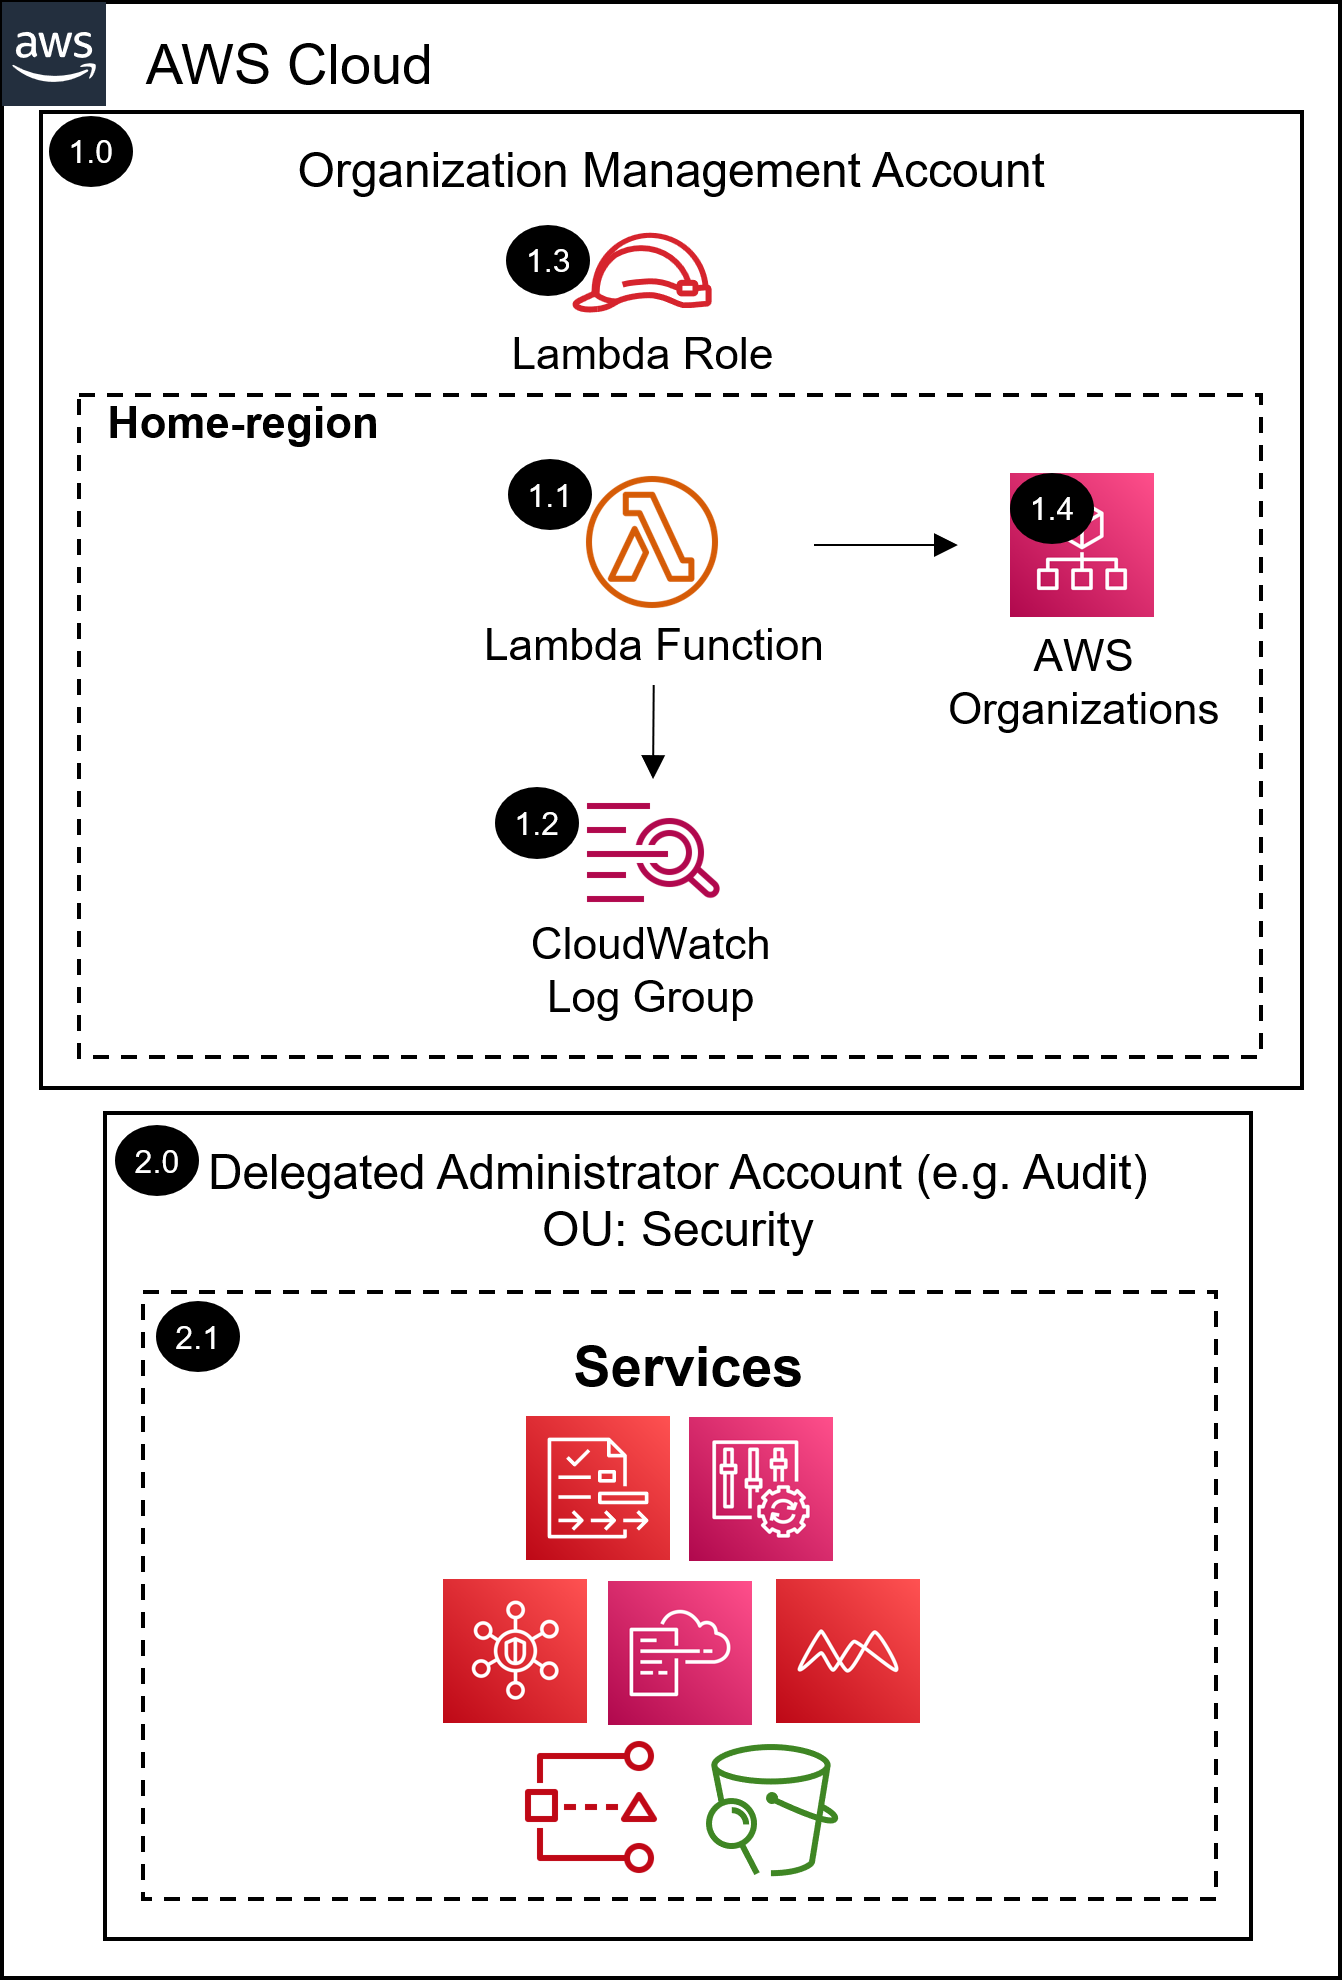 aws
AWS Cloud
1.0
Organization Management Account
1.3
Lambda Role
Home-region
1.1
1.4
Lambda Function
AWS
Organizations
1.2
CloudWatch
Log Group
2.0
Delegated Administrator Account (e.g. Audit)
OU: Security
2.1
Services